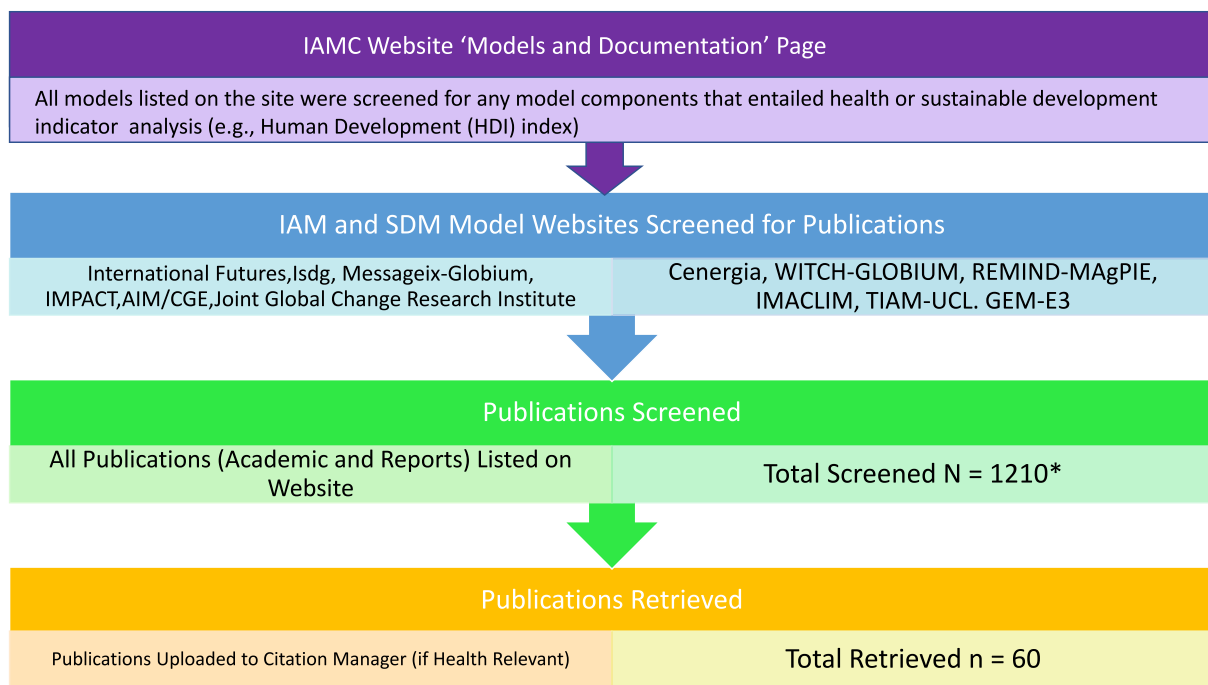 IAMC Website ‘Models and Documentation’ Page
All models listed on the site were screened for any model components that entailed health or sustainable development
indicator analysis (e.g., Human Development (HDI) index)
IAM and SDM Model Websites Screened for Publications
International Futures,Isdg, Messageix-Globium,
IMPACT,AIM/CGE,Joint Global Change Research Institute
Cenergia, WITCH-GLOBIUM, REMIND-MAgPIE,
IMACLIM, TIAM-UCL. GEM-E3
Publications Screened
All Publications (Academic and Reports) Listed on
Website
Total Screened N = 1210*
Publications Retrieved
Publications Uploaded to Citation Manager (if Health Relevant)
Total Retrieved n = 60